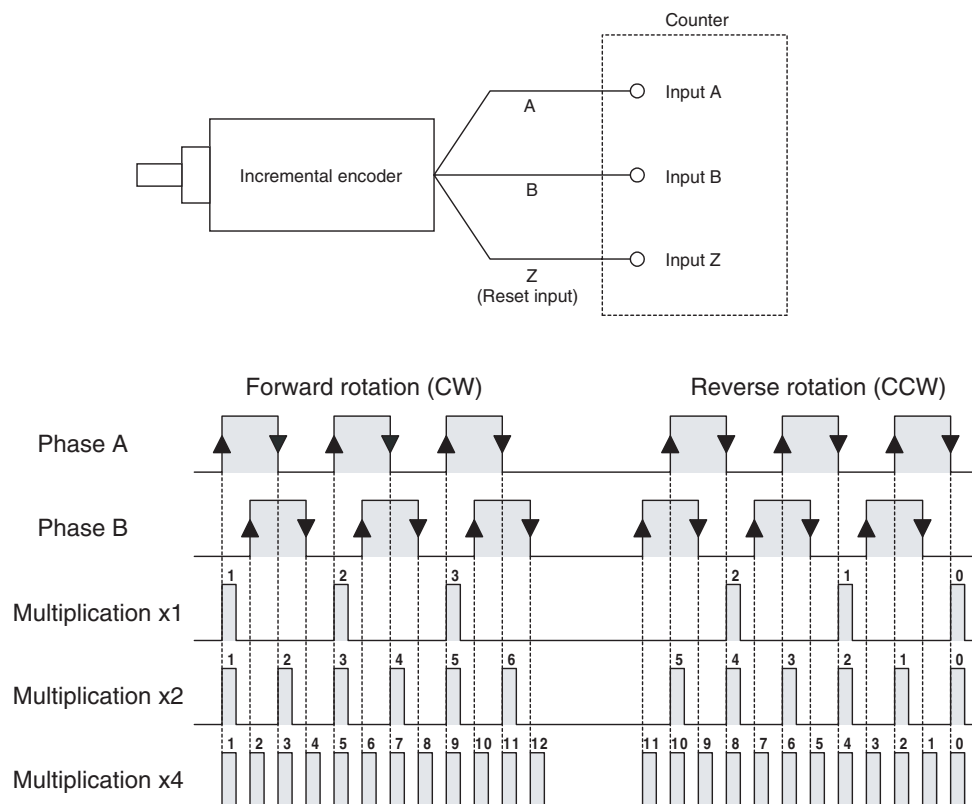 Counter
A
Input A
Incremental encoder
B
Input B
Z
(Reset input)
Input Z
Forward rotation (CW)
Reverse rotation (CCW)
Phase A
Phase B
1 2 3 2 1 0
Multiplication x1
1 2 3 4 5 6 5 4 3 2 1 0
Multiplication x2
1 2 3 4 5 6 7 8 9 10 11 12 11 10 9 8 7 6 5 4 3 2 1 0
Multiplication x4